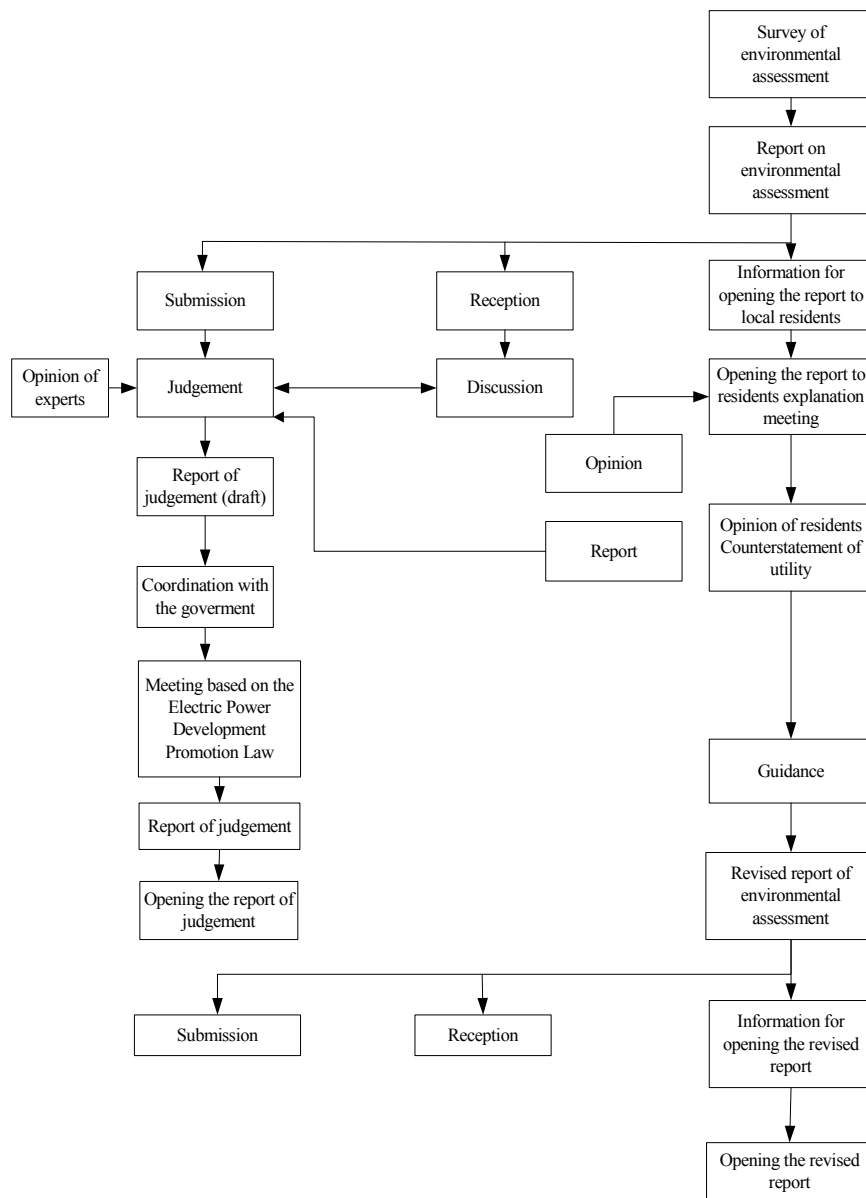 Survey of
environmental
assessment
Report on
environmental
assessment
Submission
Reception
Information for
opening the report to
local residents
Opinion of
experts
Judgement
Discussion
Opening the report to
residents explanation
meeting
Opinion
Report of
judgement (draft)
Report
Opinion of residents
Counterstatement of
utility
Coordination with
the goverment
Meeting based on the
Electric Power
Development
Promotion Law
Guidance
Report of judgement
Opening the report of
judgement
Revised report of
environmental
assessment
Submission
Reception
Information for
opening the revised
report
Opening the revised
report